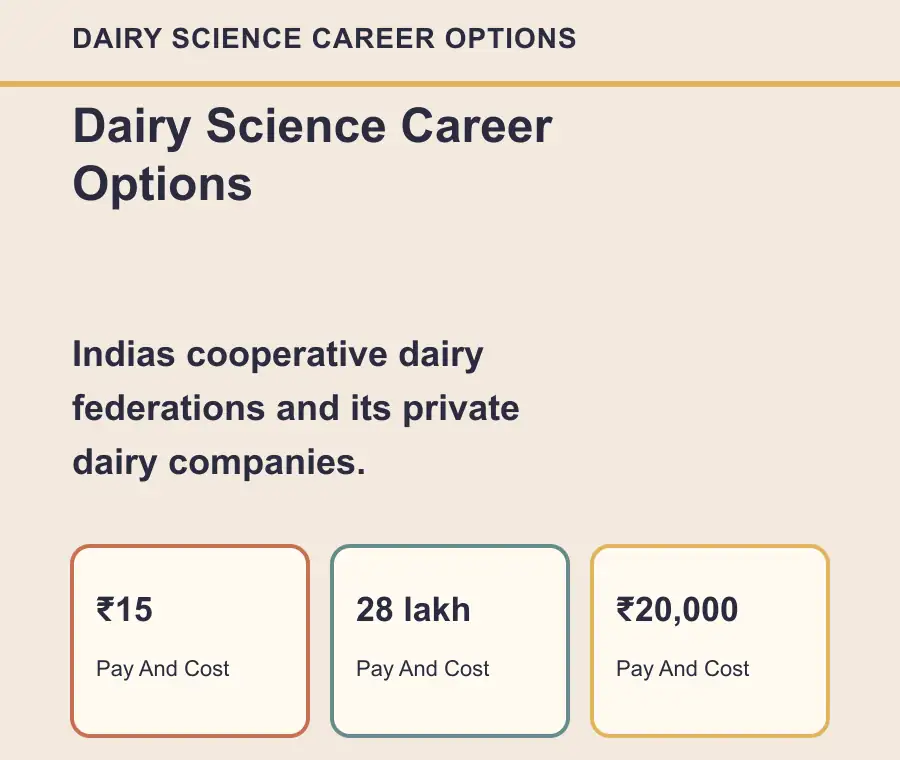 DAIRY SCIENCE CAREER OPTIONS
Dairy Science Career
Options
Indias cooperative dairy
federations and its private
dairy companies.
₹15
28 lakh
₹20,000
Pay And Cost
Pay And Cost
Pay And Cost